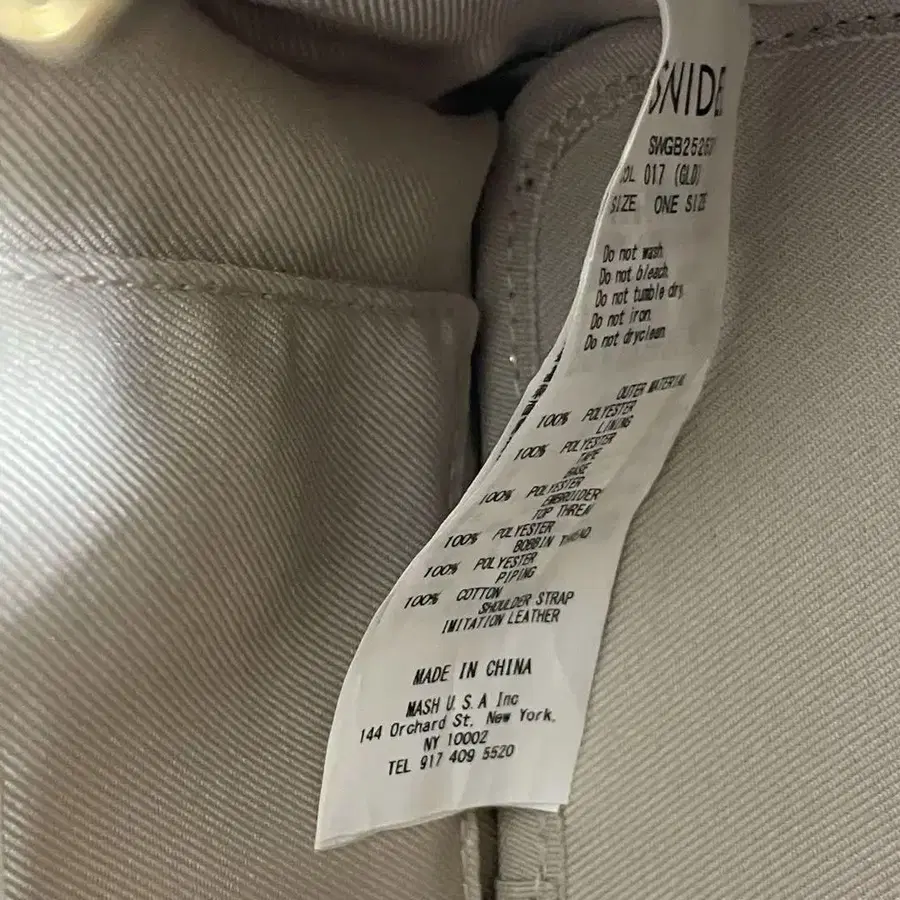 SNIDE
SWGB2525
OL 017 (GLD)
SIZE ONE SIZE
Do not wash.
Do not bleach.
Do not tumble dry.
Do not iron.
Do not dryclean.
OUTER MATERIAL
100% POLYESTER
LINING
100% POLYESTER
TAPE
BASE
100% POLYESTER
EMBROIDER
TOP THREA
100% POLYESTER
BOBBIN THREAD
100% POLYESTER
PIPING
100% COTTON
SHOULDER STRAP
IMITATION LEATHER
MADE IN CHINA
MASH U.S.A Inc
144 Orchard St, New York,
NY 10002
TEL 917 409 5520